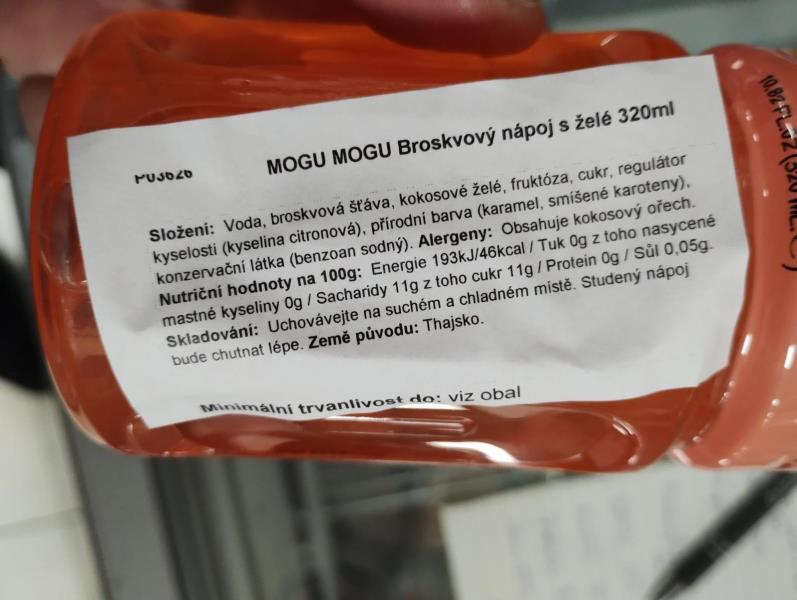 P03626
MOGU MOGU Broskvový nápoj s želé 320ml
Složení: Voda, broskvová šťáva, kokosové želé, fruktóza, cukr, regulátor
kyselosti (kyselina citronová), přírodní barva (karamel, smíšené karoteny),
konzervační látka (benzoan sodný). Alergeny: Obsahuje kokosový ořech.
Nutriční hodnoty na 100g: Energie 193kJ/46kcal / Tuk 0g z toho nasycené
mastné kyseliny 0g / Sacharidy 11g z toho cukr 11g / Protein 0g / Sůl 0,05g.
Skladování: Uchovávejte na suchém a chladném místě. Studený nápoj
bude chutnat lépe. Země původu: Thajsko.
Minimální trvanlivost do: viz obal
10.82 FL.OZ (320 ML.℮)